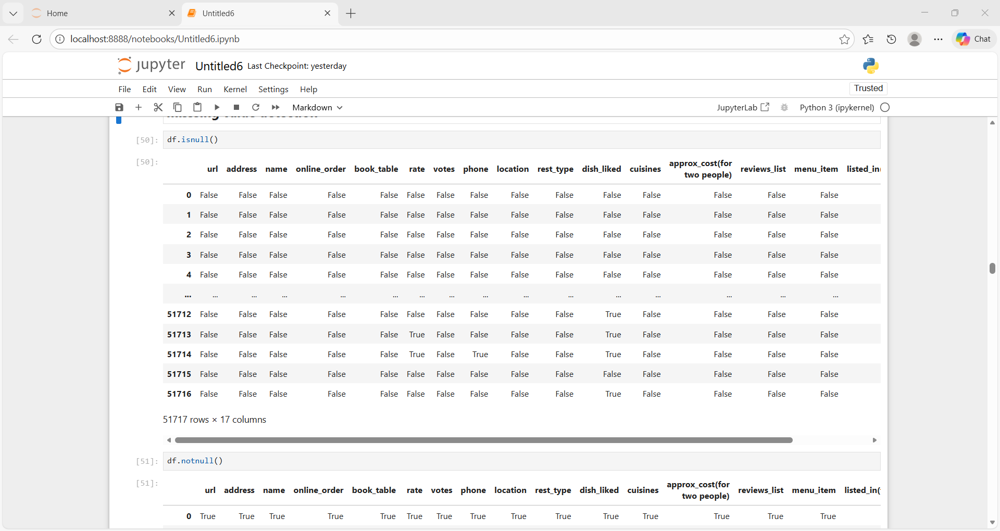 Home
Untitled6
localhost:8888/notebooks/Untitled6.ipynb
Chat
jupyter Untitled6 Last Checkpoint: yesterday
File Edit View Run Kernel Settings Help
Trusted
Markdown
JupyterLab
Python 3 (ipykernel)
[50]: df.isnull()
[50]:
url address name online_order book_table rate votes phone location rest_type dish_liked cuisines approx_cost(for two people) reviews_list menu_item listed_in(
0 False False False False False False False False False False False False False False False
1 False False False False False False False False False False False False False False False
2 False False False False False False False False False False False False False False False
3 False False False False False False False False False False False False False False False
4 False False False False False False False False False False False False False False False
... ... ... ... ... ... ... ... ... ... ... ... ... ... ... ...
51712 False False False False False False False False False False True False False False False
51713 False False False False False True False False False False True False False False False
51714 False False False False False True False True False False True False False False False
51715 False False False False False False False False False False False False False False False
51716 False False False False False False False False False False True False False False False
51717 rows × 17 columns
[51]: df.notnull()
[51]:
url address name online_order book_table rate votes phone location rest_type dish_liked cuisines approx_cost(for two people) reviews_list menu_item listed_in(
0 True True True True True True True True True True True True True True True